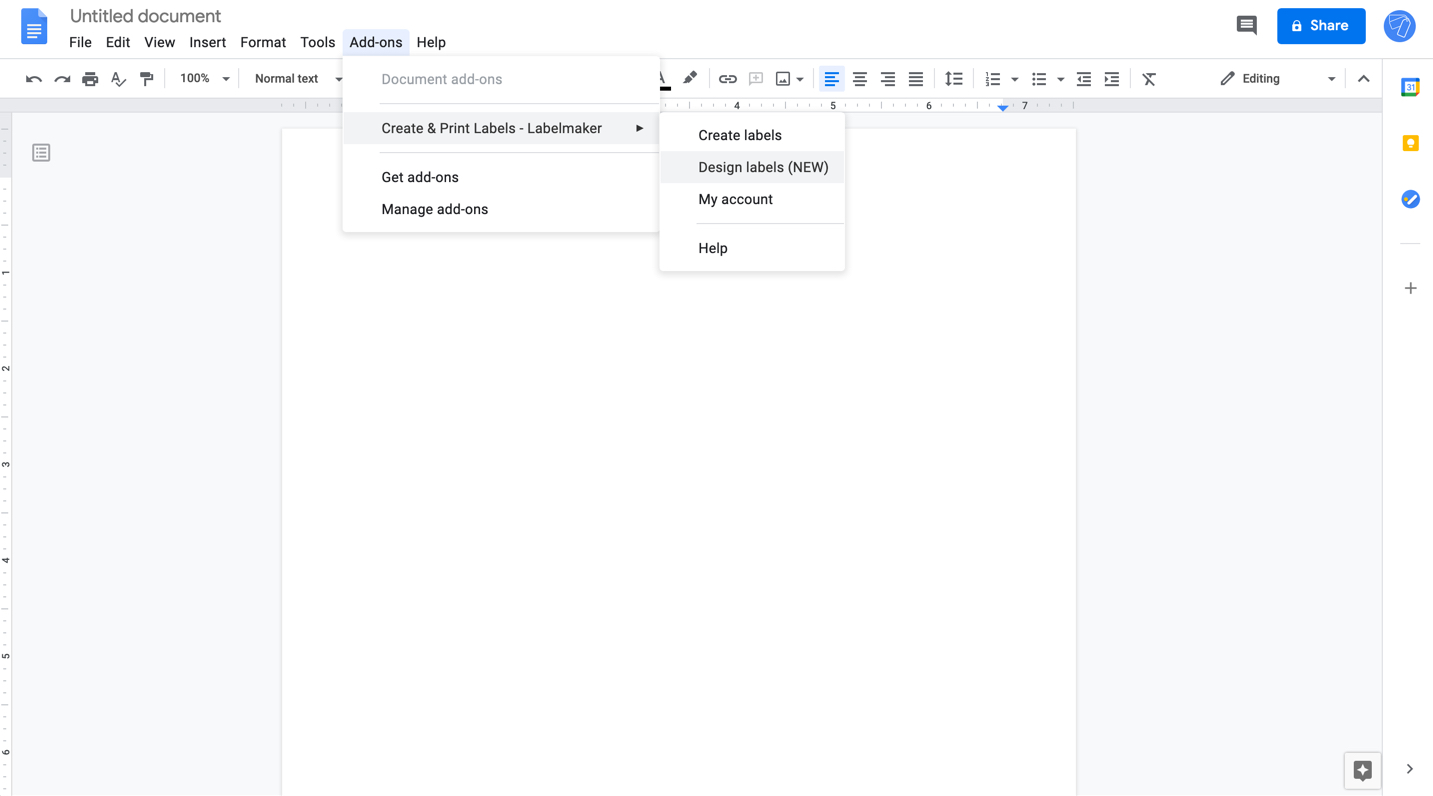 Untitled document
File Edit View Insert Format Tools Add-ons Help
Share
100% Normal text
Editing
Document add-ons
Create & Print Labels - Labelmaker
Get add-ons
Manage add-ons
Create labels
Design labels (NEW)
My account
Help
4 5 6 7
31
1
2
3
4
5
6